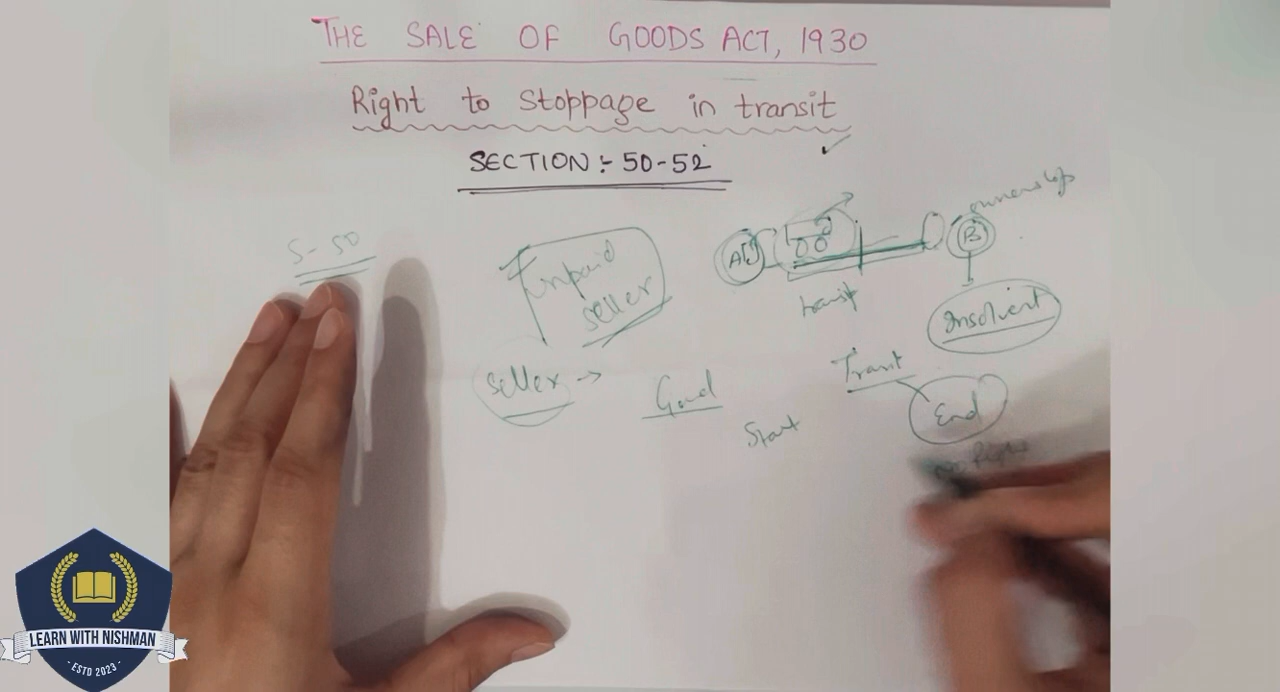 THE SALE OF GOODS ACT, 1930
Right to Stoppage in transit
SECTION :- 50-52
S-50
unpaid
seller
A
B
ownership
transit
Insolvent
seller →
Good
Start
Transit
End
LEARN WITH NISHMAN
- ESTD 2023 -